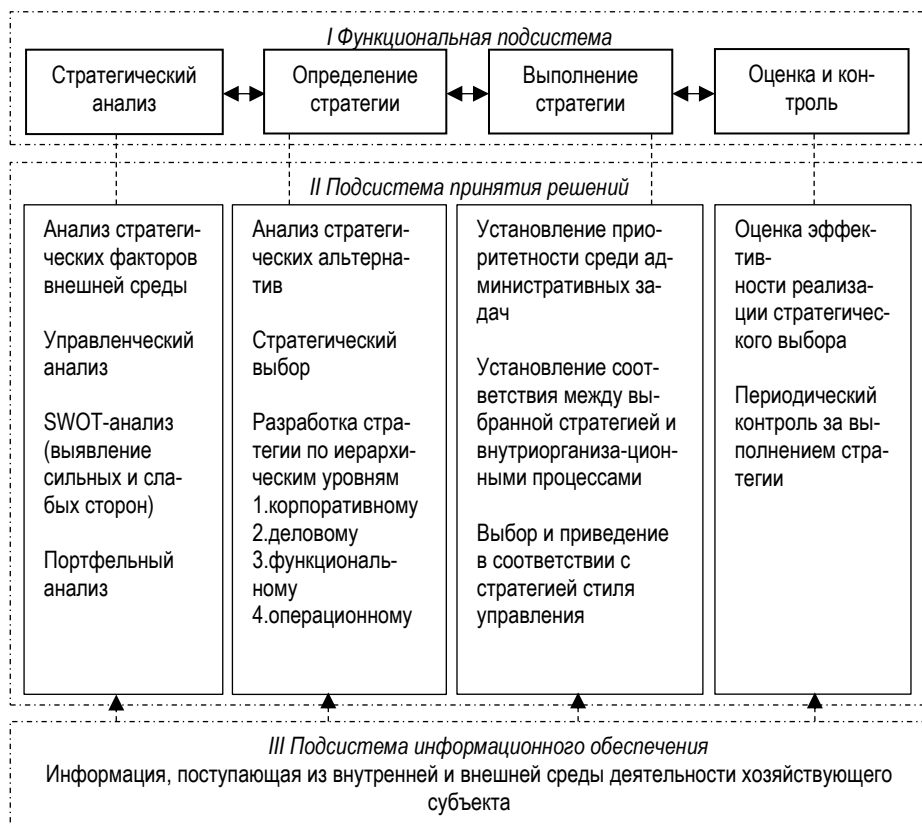 I Функциональная подсистема
Стратегический
анализ
Определение
стратегии
Выполнение
стратегии
Оценка и кон-
троль
II Подсистема принятия решений
Анализ стратеги-
ческих факторов
внешней среды
Управленческий
анализ
SWOT-анализ
(выявление
сильных и сла-
бых сторон)
Портфельный
анализ
Анализ стратеги-
ческих альтерна-
тив
Стратегический
выбор
Разработка стра-
тегии по иерархи-
ческим уровням
1.корпоративному
2.деловому
3.функциональ-
ному
4.операционному
Установление прио-
ритетности среди ад-
министративных за-
дач
Установление соот-
ветствия между вы-
бранной стратегией и
внутриорганиза-цион-
ными процессами
Выбор и приведение
в соответствии с
стратегией стиля
управления
Оценка эффек-
тив-
ности реализа-
ции стратегичес-
кого выбора
Периодический
контроль за вы-
полнением стра-
тегии
III Подсистема информационного обеспечения
Информация, поступающая из внутренней и внешней среды деятельности хозяйствующего
субъекта